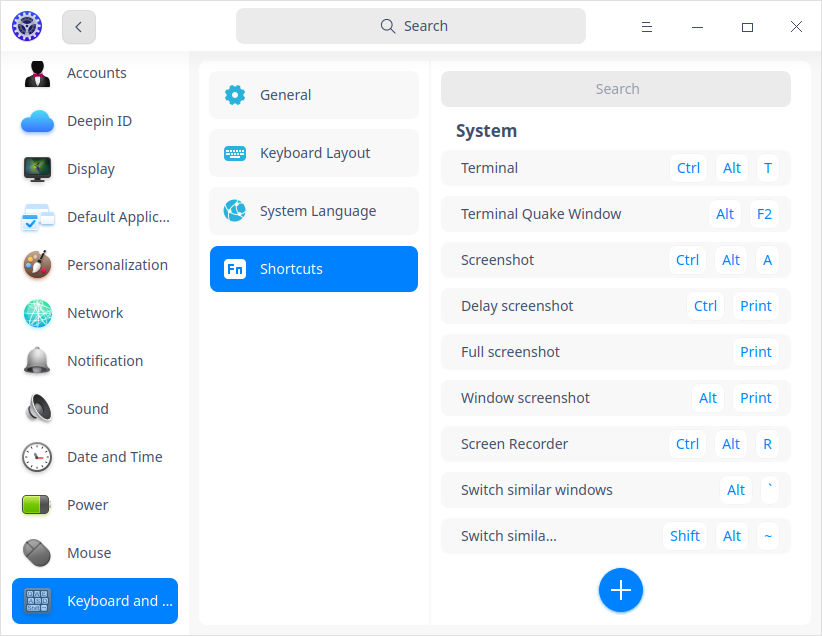 Search
Accounts
Deepin ID
Display
Default Applic...
Personalization
Network
Notification
Sound
Date and Time
Power
Mouse
Keyboard and ...
General
Keyboard Layout
System Language
Fn Shortcuts
Search
System
Terminal Ctrl Alt T
Terminal Quake Window Alt F2
Screenshot Ctrl Alt A
Delay screenshot Ctrl Print
Full screenshot Print
Window screenshot Alt Print
Screen Recorder Ctrl Alt R
Switch similar windows Alt `
Switch simila... Shift Alt ~